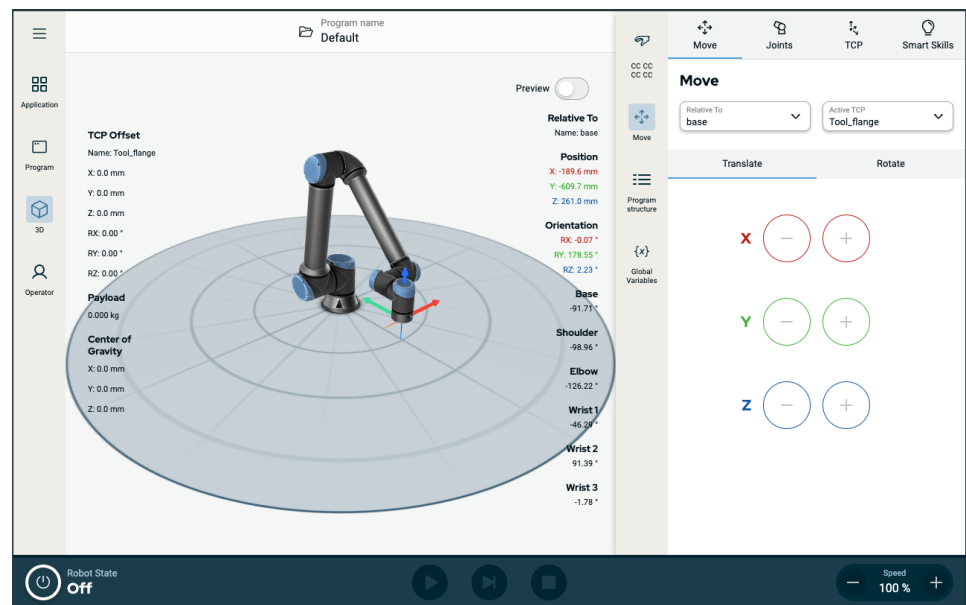 Program name
Default
Application
Program
3D
Operator
Preview
TCP Offset
Name: Tool_flange
X: 0.0 mm
Y: 0.0 mm
Z: 0.0 mm
RX: 0.00 °
RY: 0.00 °
RZ: 0.00 °
Payload
0.000 kg
Center of
Gravity
X: 0.0 mm
Y: 0.0 mm
Z: 0.0 mm
Relative To
Name: base
Position
X: -189.6 mm
Y: -609.7 mm
Z: 261.0 mm
Orientation
RX: -0.07 °
RY: 178.55 °
RZ: 2.23 °
Base
-91.71 °
Shoulder
-98.96 °
Elbow
-126.22 °
Wrist 1
-46.29 °
Wrist 2
91.39 °
Wrist 3
-1.78 °
CC CC
CC CC
Move
Program
structure
{x}
Global
Variables
Move
Joints
TCP
Smart Skills
Move
Relative To
base
Active TCP
Tool_flange
Translate
Rotate
X − +
Y − +
Z − +
Robot State
Off
Speed
− 100 % +